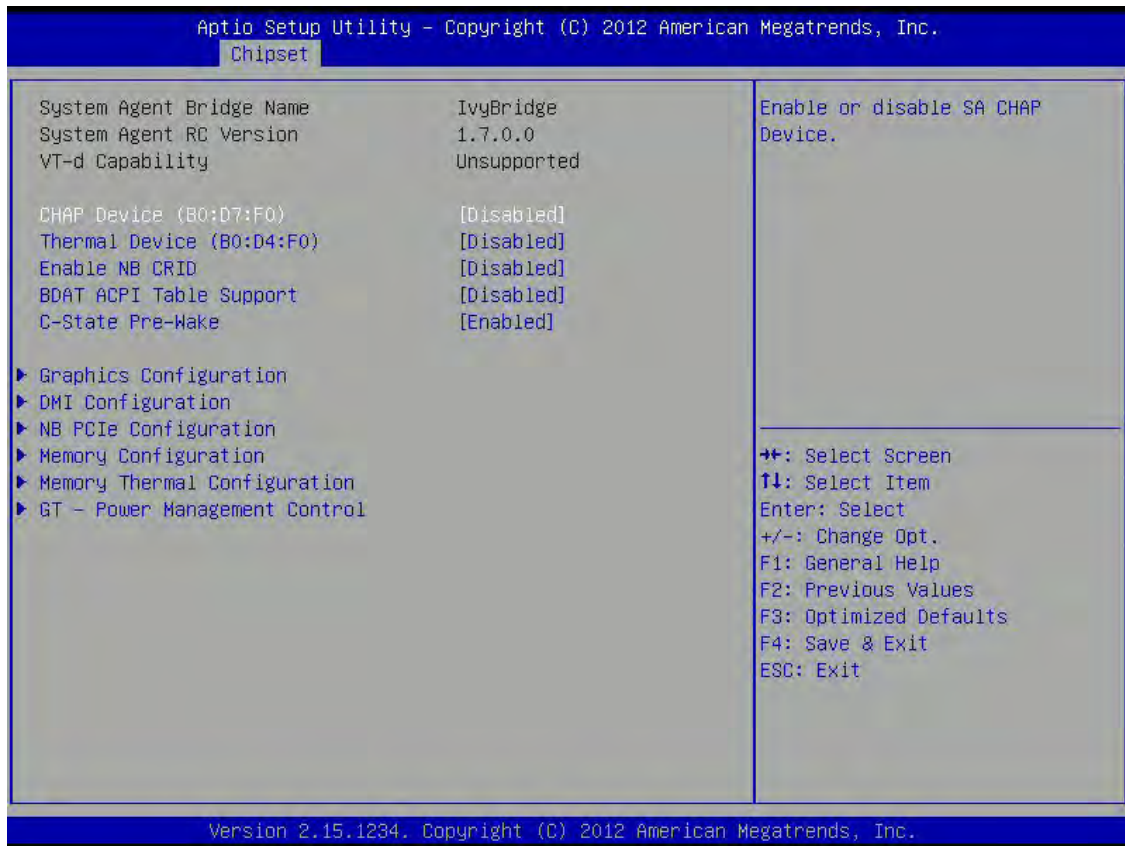 Aptio Setup Utility – Copyright (C) 2012 American Megatrends, Inc.
Chipset
System Agent Bridge Name IvyBridge
System Agent RC Version 1.7.0.0
VT-d Capability Unsupported
CHAP Device (B0:D7:F0) [Disabled]
Thermal Device (B0:D4:F0) [Disabled]
Enable NB CRID [Disabled]
BDAT ACPI Table Support [Disabled]
C-State Pre-Wake [Enabled]
Graphics Configuration
DMI Configuration
NB PCIe Configuration
Memory Configuration
Memory Thermal Configuration
GT – Power Management Control
Enable or disable SA CHAP
Device.
→←: Select Screen
↑↓: Select Item
Enter: Select
+/-: Change Opt.
F1: General Help
F2: Previous Values
F3: Optimized Defaults
F4: Save & Exit
ESC: Exit
Version 2.15.1234. Copyright (C) 2012 American Megatrends, Inc.